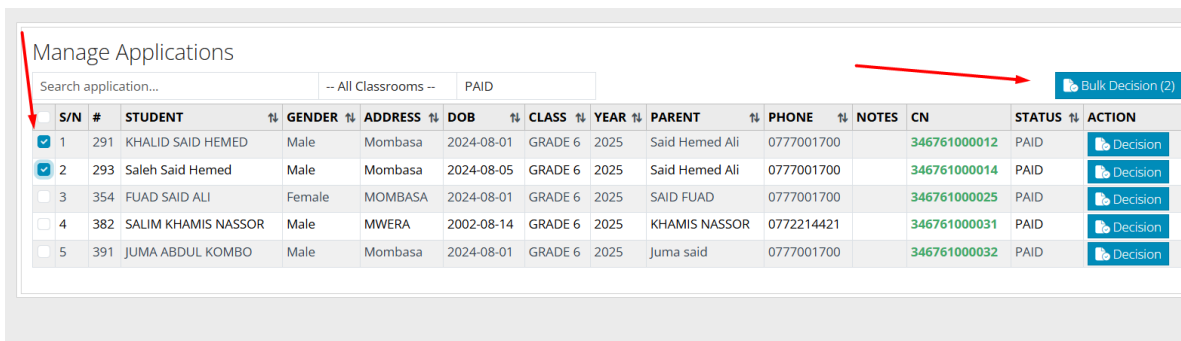 Manage Applications
Search application... -- All Classrooms -- PAID Bulk Decision (2)
S/N # STUDENT GENDER ADDRESS DOB CLASS YEAR PARENT PHONE NOTES CN STATUS ACTION
1 291 KHALID SAID HEMED Male Mombasa 2024-08-01 GRADE 6 2025 Said Hemed Ali 0777001700 346761000012 PAID Decision
2 293 Saleh Said Hemed Male Mombasa 2024-08-05 GRADE 6 2025 Said Hemed Ali 0777001700 346761000014 PAID Decision
3 354 FUAD SAID ALI Female MOMBASA 2024-08-01 GRADE 6 2025 SAID FUAD 0777001700 346761000025 PAID Decision
4 382 SALIM KHAMIS NASSOR Male MWERA 2002-08-14 GRADE 6 2025 KHAMIS NASSOR 0772214421 346761000031 PAID Decision
5 391 JUMA ABDUL KOMBO Male Mombasa 2024-08-01 GRADE 6 2025 Juma said 0777001700 346761000032 PAID Decision